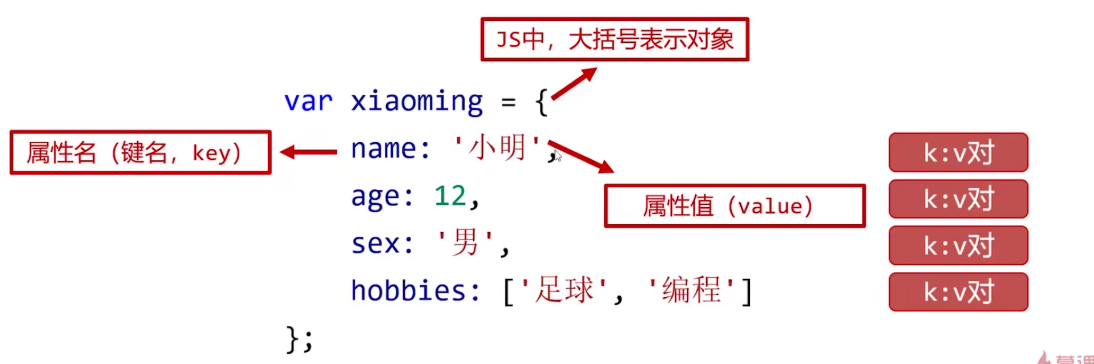 JS中，大括号表示对象
var xiaoming = {
属性名（键名，key）
name: '小明',
k:v对
age: 12,
属性值（value）
k:v对
sex: '男',
k:v对
hobbies: ['足球', '编程']
k:v对
};